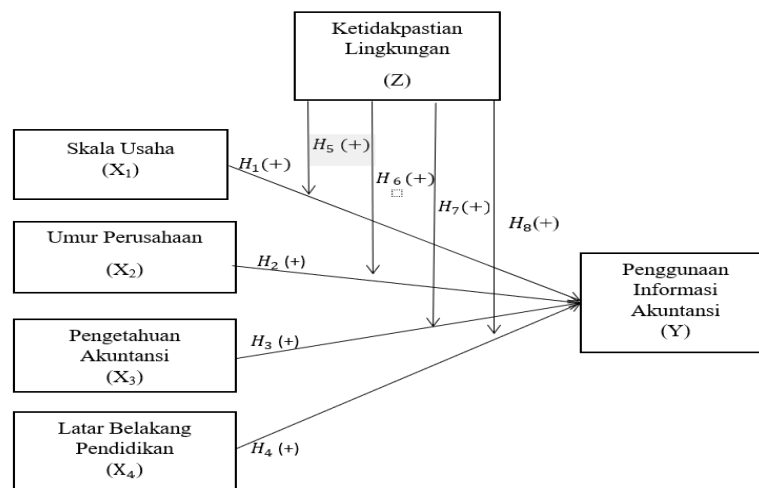 Ketidakpastian
Lingkungan
(Z)
Skala Usaha
(X₁)
H₁(+)
H₅ (+)
H₆(+)
H₇(+)
H₈(+)
Umur Perusahaan
(X₂)
H₂ (+)
Penggunaan
Informasi
Akuntansi
(Y)
Pengetahuan
Akuntansi
(X₃)
H₃ (+)
Latar Belakang
Pendidikan
(X₄)
H₄ (+)